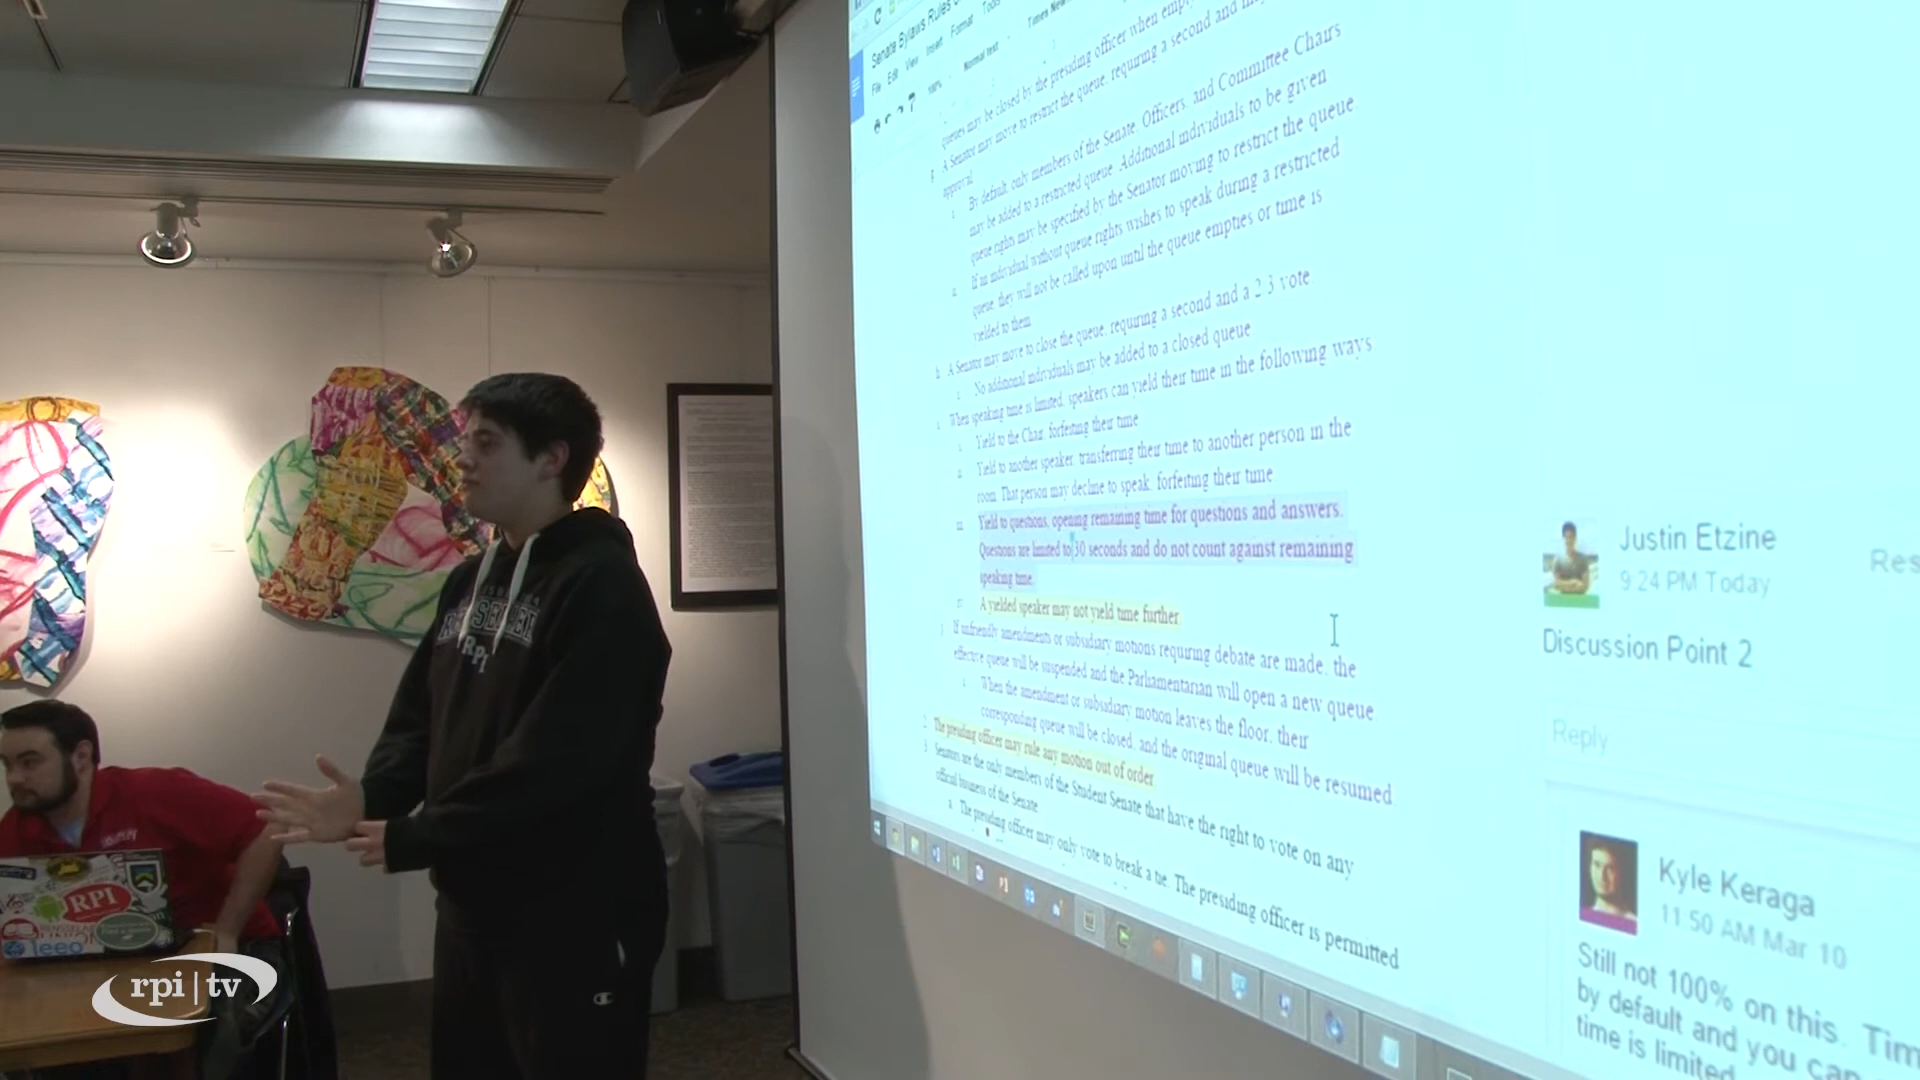 Senate Bylaws Rules
File Edit View Insert Format Tools
100% Normal text Times New
queues may be closed by the presiding officer when empty
g. A Senator may move to restrict the queue, requiring a second and
approval
i. By default, only members of the Senate, Officers, and Committee Chairs
may be added to a restricted queue. Additional individuals to be given
queue rights may be specified by the Senator moving to restrict the queue
ii. If an individual without queue rights wishes to speak during a restricted
queue, they will not be called upon until the queue empties or time is
yielded to them
h. A Senator may move to close the queue, requiring a second and a 2/3 vote
i. No additional individuals may be added to a closed queue
i. When speaking time is limited, speakers can yield their time in the following ways
i. Yield to the Chair, forfeiting their time
ii. Yield to another speaker, transferring their time to another person in the
room. That person may decline to speak, forfeiting their time
iii. Yield to questions, opening remaining time for questions and answers.
Questions are limited to 30 seconds and do not count against remaining
speaking time.
iv. A yielded speaker may not yield time further
j. If unfriendly amendments or subsidiary motions requiring debate are made, the
effective queue will be suspended and the Parliamentarian will open a new queue
i. When the amendment or subsidiary motion leaves the floor, their
corresponding queue will be closed, and the original queue will be resumed
2. The presiding officer may rule any motion out of order
3. Senators are the only members of the Student Senate that have the right to vote on any
official business of the Senate
a. The presiding officer may only vote to break a tie. The presiding officer is permitted
Justin Etzine
9:24 PM Today
Res
Discussion Point 2
Reply
Kyle Keraga
11:50 AM Mar 10
Still not 100% on this. Tim
by default and you can
time is limited
RENSSELAER
RPI
RPI
leeo
rpi|tv